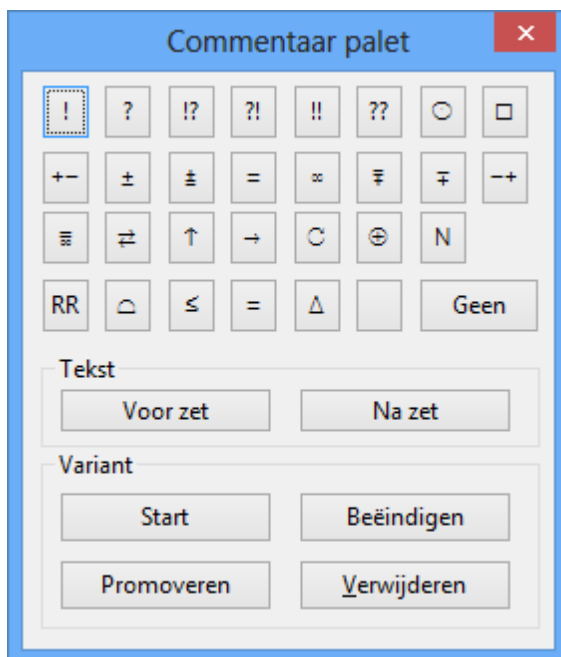 Commentaar palet
! ? !? ?! !! ?? ○ □
+− ± ⩲ = ∞ ⩱ ∓ −+
⇄ ↑ → C ⊕ N
RR ⌓ ≤ = Δ Geen
Tekst
Voor zet Na zet
Variant
Start Beëindigen
Promoveren Verwijderen